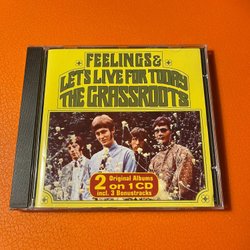 FEELINGS &
LET'S LIVE FOR TODAY
THE GRASSROOTS
2 Original Albums
on 1 CD
incl. 3 Bonustracks